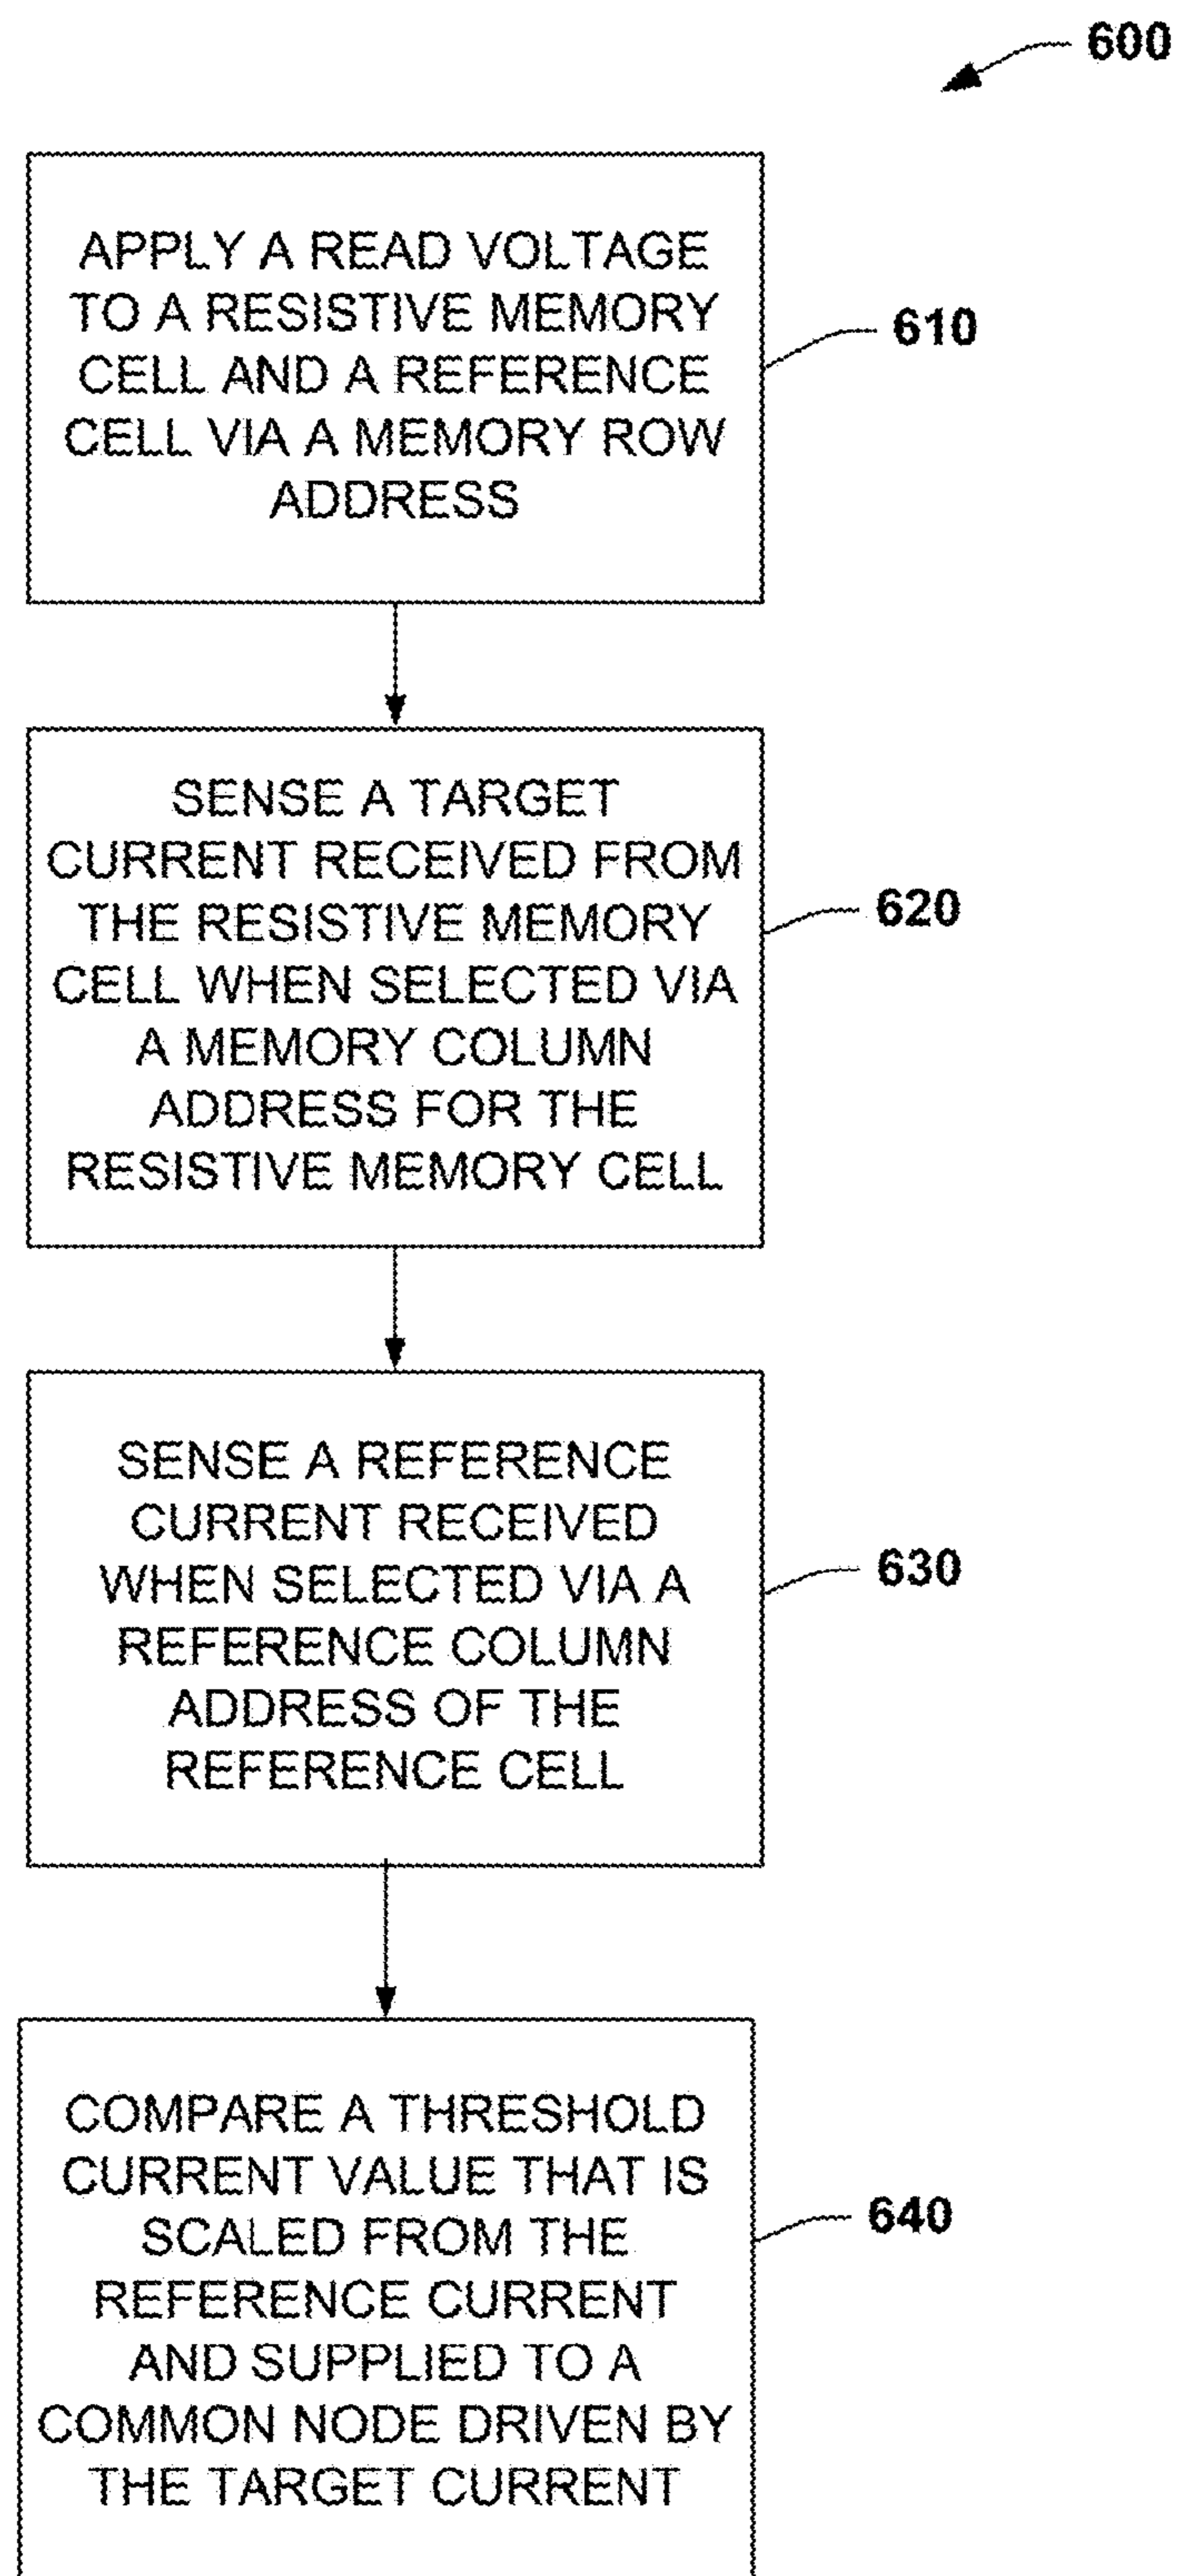 600
APPLY A READ VOLTAGE
TO A RESISTIVE MEMORY
CELL AND A REFERENCE
CELL VIA A MEMORY ROW
ADDRESS
610
SENSE A TARGET
CURRENT RECEIVED FROM
THE RESISTIVE MEMORY
CELL WHEN SELECTED VIA
A MEMORY COLUMN
ADDRESS FOR THE
RESISTIVE MEMORY CELL
620
SENSE A REFERENCE
CURRENT RECEIVED
WHEN SELECTED VIA A
REFERENCE COLUMN
ADDRESS OF THE
REFERENCE CELL
630
COMPARE A THRESHOLD
CURRENT VALUE THAT IS
SCALED FROM THE
REFERENCE CURRENT
AND SUPPLIED TO A
COMMON NODE DRIVEN BY
THE TARGET CURRENT
640